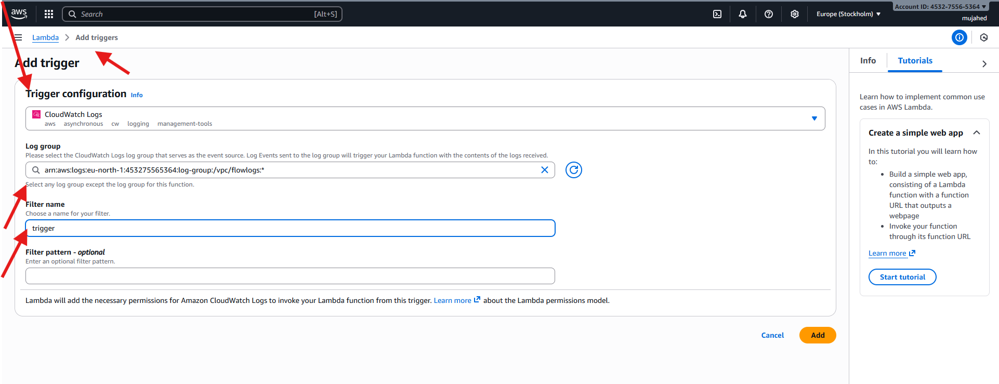 aws
Search
[Alt+S]
Europe (Stockholm)
Account ID: 4532-7556-5364
mujahed
Lambda
Add triggers
Add trigger
Trigger configuration Info
CloudWatch Logs
aws asynchronous cw logging management-tools
Log group
Please select the CloudWatch Logs log group that serves as the event source. Log Events sent to the log group will trigger your Lambda function with the contents of the logs received.
arn:aws:logs:eu-north-1:453275565364:log-group:/vpc/flowlogs:*
Select any log group except the log group for this function.
Filter name
Choose a name for your filter.
trigger
Filter pattern - optional
Enter an optional filter pattern.
Lambda will add the necessary permissions for Amazon CloudWatch Logs to invoke your Lambda function from this trigger. Learn more about the Lambda permissions model.
Cancel
Add
Info
Tutorials
Learn how to implement common use
cases in AWS Lambda.
Create a simple web app
In this tutorial you will learn how
to:
• Build a simple web app,
consisting of a Lambda
function with a function
URL that outputs a
webpage
• Invoke your function
through its function URL
Learn more
Start tutorial